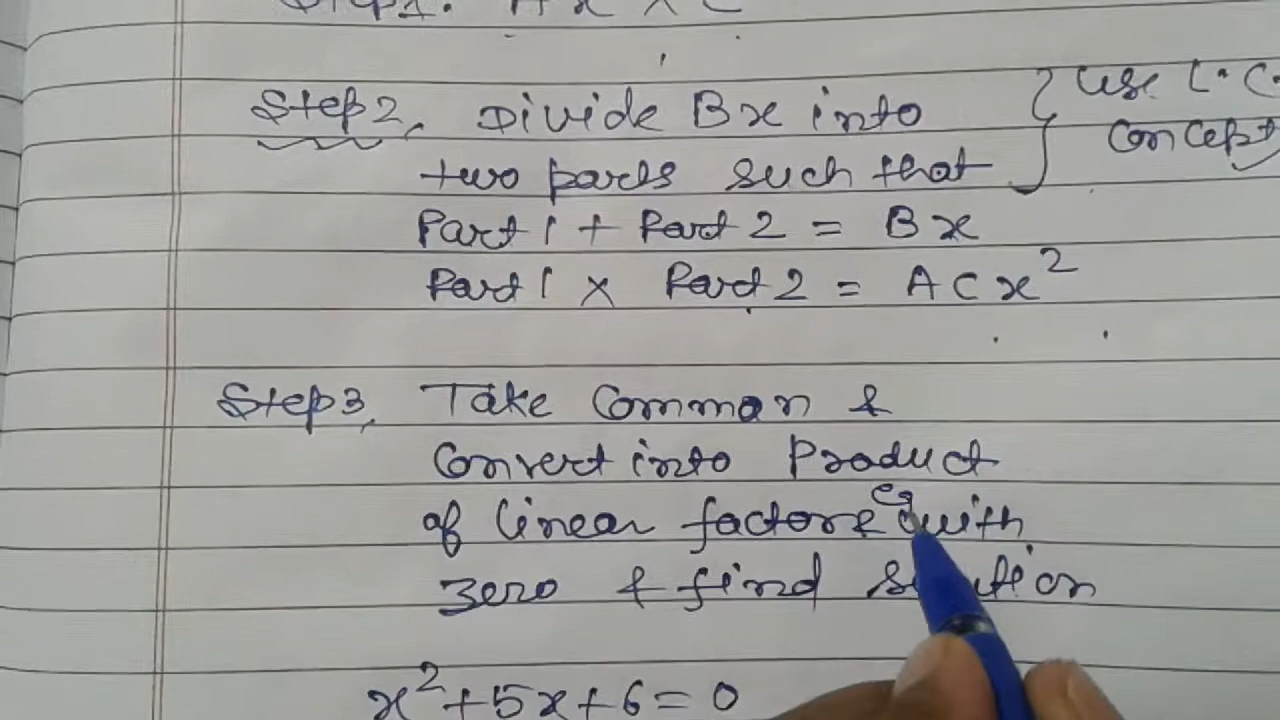 Step 2. Divide Bx into
two parts such that
Part 1 + Part 2 = Bx
Part 1 × Part 2 = ACx²
} use L.C.
concept
Step 3. Take Common &
Convert into Product
of linear factors eq with
zero & find solution
x² + 5x + 6 = 0